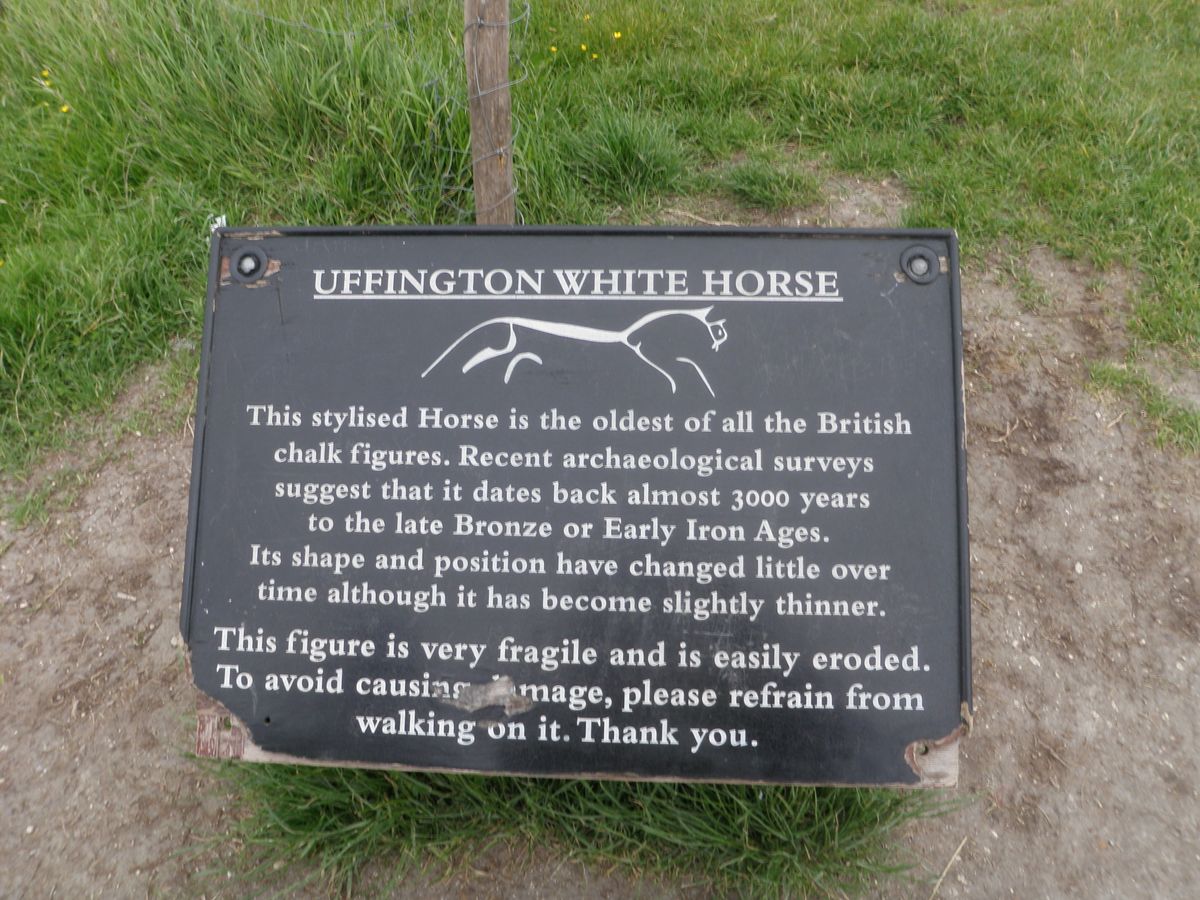 UFFINGTON WHITE HORSE
This stylised Horse is the oldest of all the British
chalk figures. Recent archaeological surveys
suggest that it dates back almost 3000 years
to the late Bronze or Early Iron Ages.
Its shape and position have changed little over
time although it has become slightly thinner.
This figure is very fragile and is easily eroded.
To avoid causing damage, please refrain from
walking on it. Thank you.